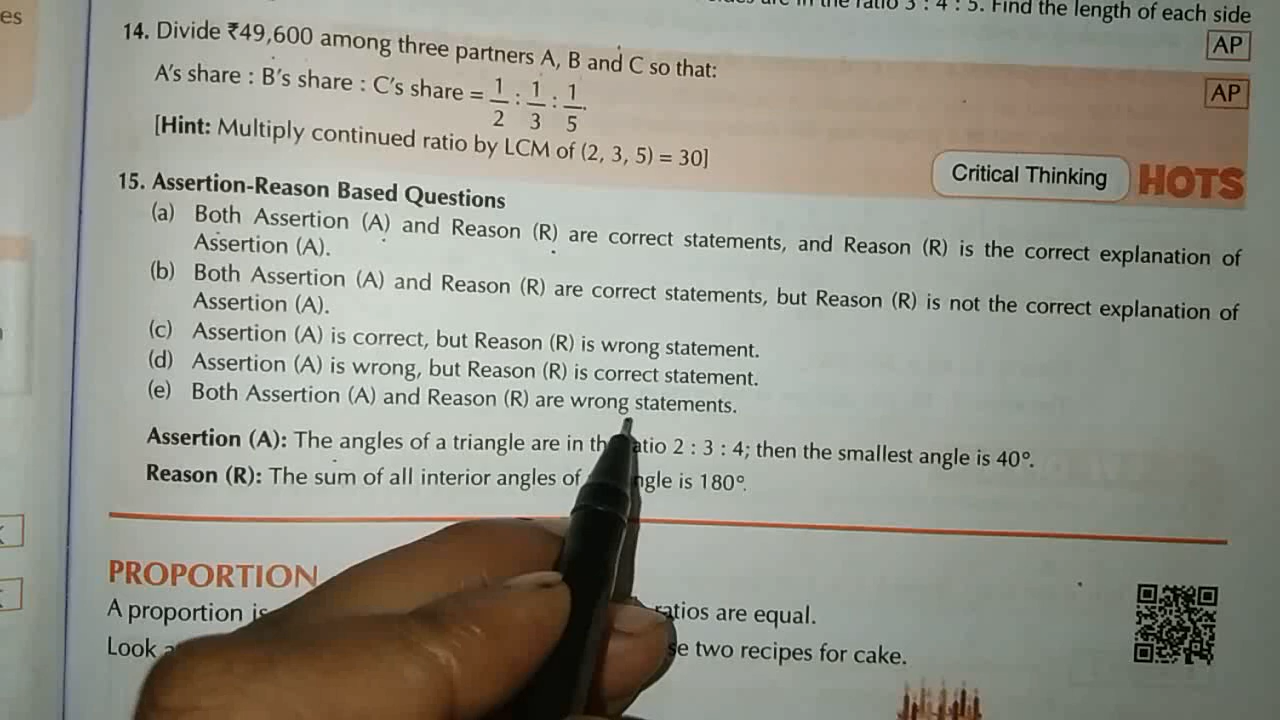 es
in the ratio 3 : 4 : 5. Find the length of each side
AP
14. Divide ₹49,600 among three partners A, B and C so that:
A's share : B's share : C's share = 1/2 : 1/3 : 1/5.
AP
[Hint: Multiply continued ratio by LCM of (2, 3, 5) = 30]
Critical Thinking HOTS
15. Assertion-Reason Based Questions
(a) Both Assertion (A) and Reason (R) are correct statements, and Reason (R) is the correct explanation of
Assertion (A).
(b) Both Assertion (A) and Reason (R) are correct statements, but Reason (R) is not the correct explanation of
Assertion (A).
(c) Assertion (A) is correct, but Reason (R) is wrong statement.
(d) Assertion (A) is wrong, but Reason (R) is correct statement.
(e) Both Assertion (A) and Reason (R) are wrong statements.
Assertion (A): The angles of a triangle are in the ratio 2 : 3 : 4; then the smallest angle is 40°.
Reason (R): The sum of all interior angles of ngle is 180°.
PROPORTION
A proportion is ratios are equal.
Look se two recipes for cake.